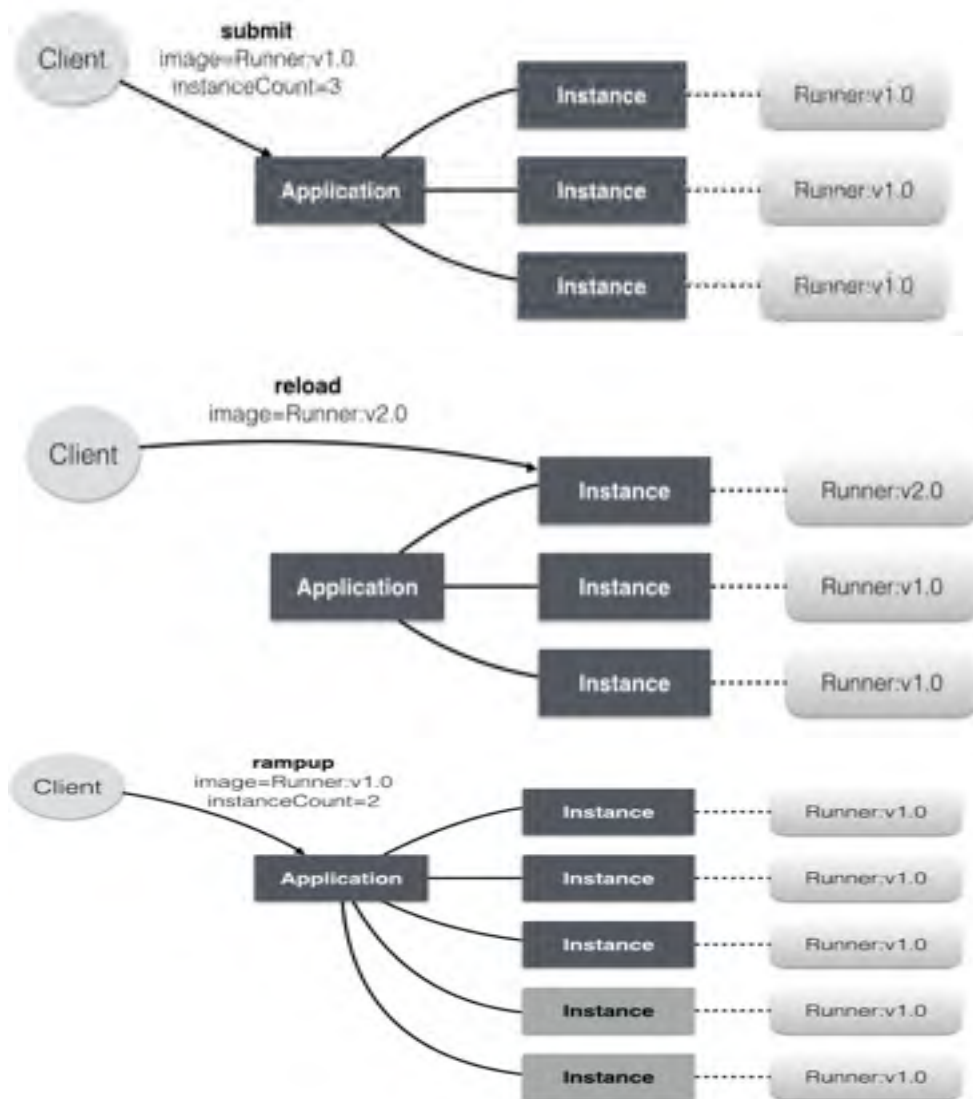 Client
submit
image=Runner:v1.0
instanceCount=3
Application
Instance
Runner:v1.0
Instance
Runner:v1.0
Instance
Runner:v1.0
reload
image=Runner:v2.0
Client
Instance
Runner:v2.0
Application
Instance
Runner:v1.0
Instance
Runner:v1.0
Client
rampup
image=Runner:v1.0
instanceCount=2
Application
Instance
Runner:v1.0
Instance
Runner:v1.0
Instance
Runner:v1.0
Instance
Runner:v1.0
Instance
Runner:v1.0